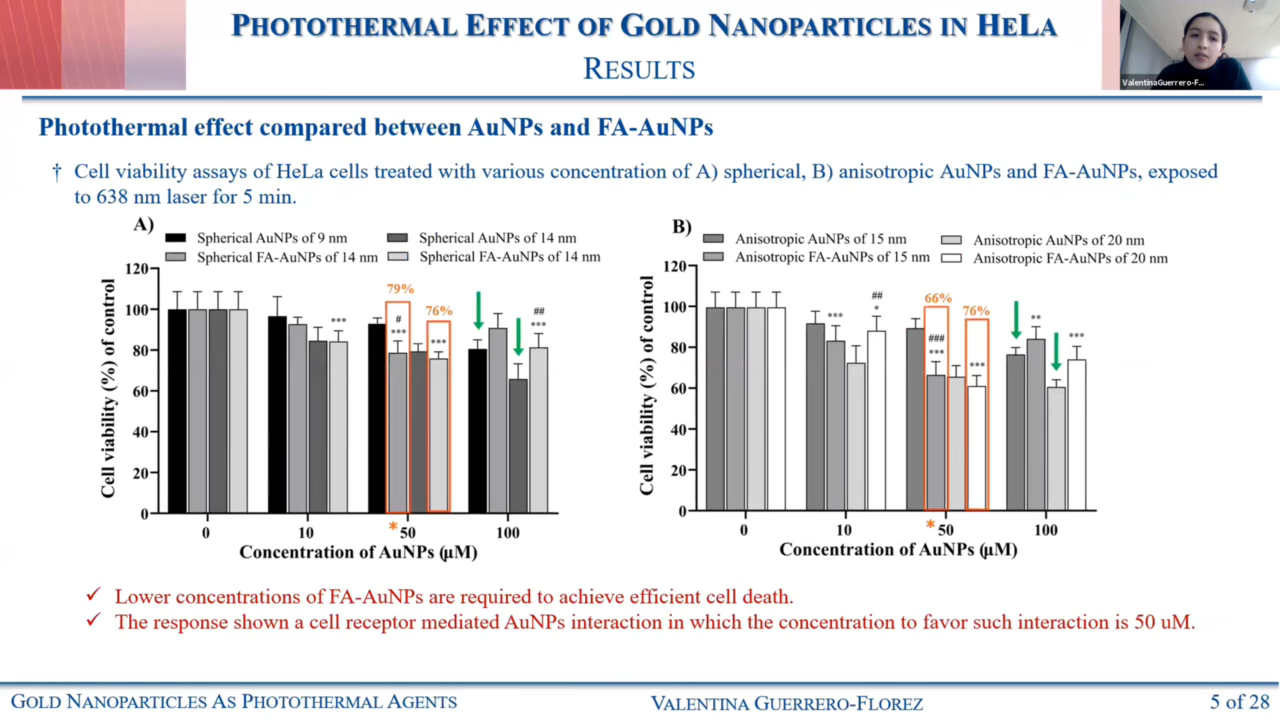 PHOTOTHERMAL EFFECT OF GOLD NANOPARTICLES IN HELA
RESULTS
ValentinaGuerrero-F...
Photothermal effect compared between AuNPs and FA-AuNPs
† Cell viability assays of HeLa cells treated with various concentration of A) spherical, B) anisotropic AuNPs and FA-AuNPs, exposed
to 638 nm laser for 5 min.
A)
Spherical AuNPs of 9 nm
Spherical AuNPs of 14 nm
Spherical FA-AuNPs of 14 nm
Spherical FA-AuNPs of 14 nm
Cell viability (%) of control
120
100
80
60
40
20
0
***
79%
#
***
76%
***
##
***
0 10 *50 100
Concentration of AuNPs (µM)
B)
Anisotropic AuNPs of 15 nm
Anisotropic AuNPs of 20 nm
Anisotropic FA-AuNPs of 15 nm
Anisotropic FA-AuNPs of 20 nm
Cell viability (%) of control
120
100
80
60
40
20
0
***
##
*
66%
###
***
76%
***
**
***
0 10 *50 100
Concentration of AuNPs (µM)
✓ Lower concentrations of FA-AuNPs are required to achieve efficient cell death.
✓ The response shown a cell receptor mediated AuNPs interaction in which the concentration to favor such interaction is 50 uM.
GOLD NANOPARTICLES AS PHOTOTHERMAL AGENTS
VALENTINA GUERRERO-FLOREZ
5 of 28